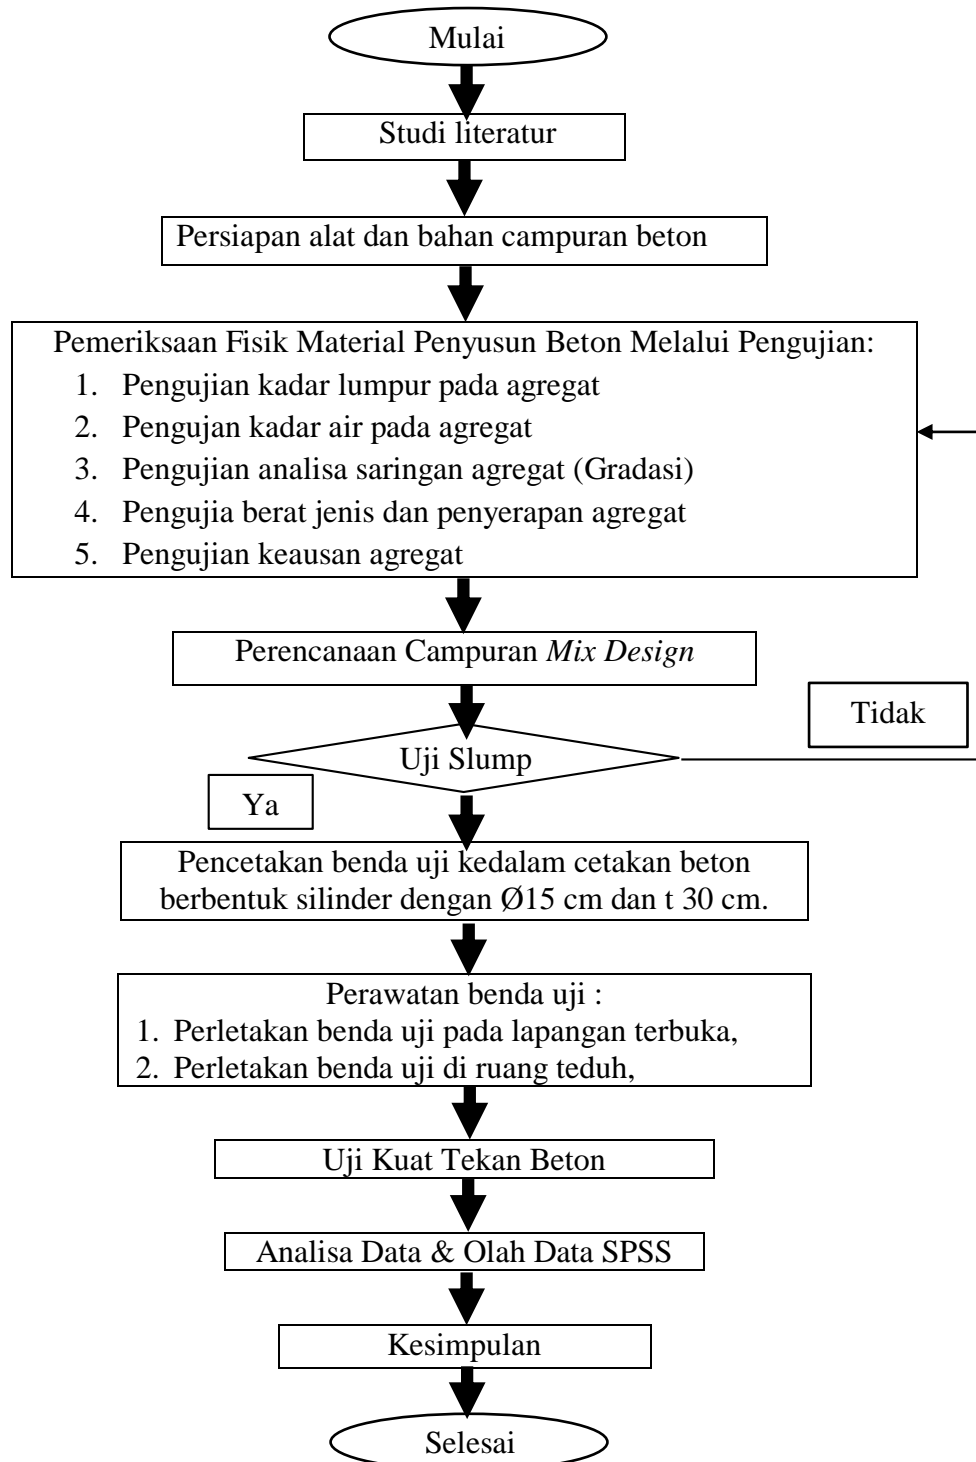 Mulai
Studi literatur
Persiapan alat dan bahan campuran beton
Pemeriksaan Fisik Material Penyusun Beton Melalui Pengujian:
1. Pengujian kadar lumpur pada agregat
2. Pengujan kadar air pada agregat
3. Pengujian analisa saringan agregat (Gradasi)
4. Pengujia berat jenis dan penyerapan agregat
5. Pengujian keausan agregat
Perencanaan Campuran Mix Design
Tidak
Uji Slump
Ya
Pencetakan benda uji kedalam cetakan beton
berbentuk silinder dengan Ø15 cm dan t 30 cm.
Perawatan benda uji :
1. Perletakan benda uji pada lapangan terbuka,
2. Perletakan benda uji di ruang teduh,
Uji Kuat Tekan Beton
Analisa Data & Olah Data SPSS
Kesimpulan
Selesai